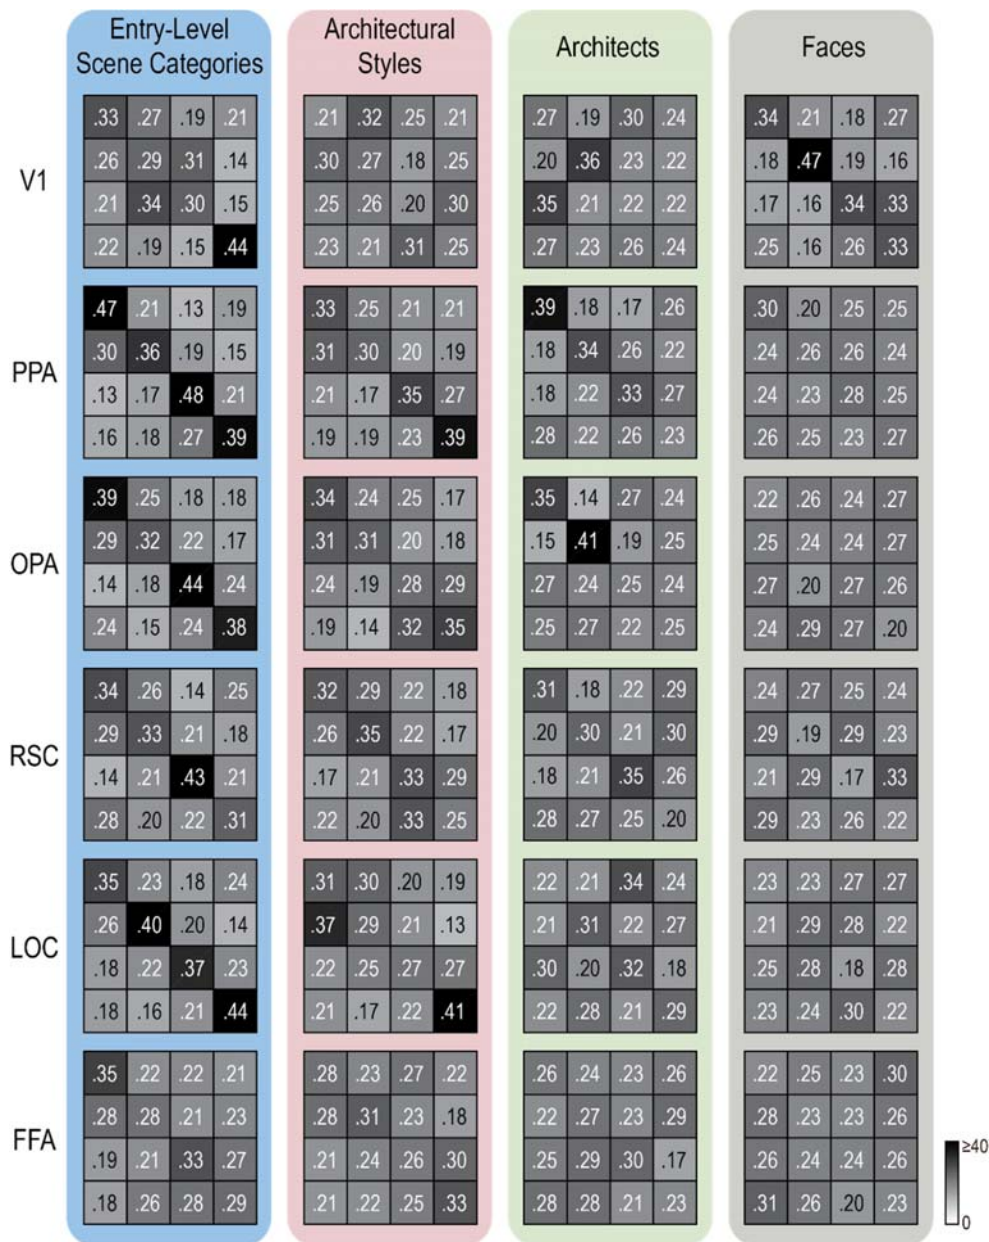 Entry-Level Scene Categories
Architectural Styles
Architects
Faces
V1
.33 .27 .19 .21 .21 .32 .25 .21 .27 .19 .30 .24 .34 .21 .18 .27
.26 .29 .31 .14 .30 .27 .18 .25 .20 .36 .23 .22 .18 .47 .19 .16
.21 .34 .30 .15 .25 .26 .20 .30 .35 .21 .22 .22 .17 .16 .34 .33
.22 .19 .15 .44 .23 .21 .31 .25 .27 .23 .26 .24 .25 .16 .26 .33
PPA
.47 .21 .13 .19 .33 .25 .21 .21 .39 .18 .17 .26 .30 .20 .25 .25
.30 .36 .19 .15 .31 .30 .20 .19 .18 .34 .26 .22 .24 .26 .26 .24
.13 .17 .48 .21 .21 .17 .35 .27 .18 .22 .33 .27 .24 .23 .28 .25
.16 .18 .27 .39 .19 .19 .23 .39 .28 .22 .26 .23 .26 .25 .23 .27
OPA
.39 .25 .18 .18 .34 .24 .25 .17 .35 .14 .27 .24 .22 .26 .24 .27
.29 .32 .22 .17 .31 .31 .20 .18 .15 .41 .19 .25 .25 .24 .24 .27
.14 .18 .44 .24 .24 .19 .28 .29 .27 .24 .25 .24 .27 .20 .27 .26
.24 .15 .24 .38 .19 .14 .32 .35 .25 .27 .22 .25 .24 .29 .27 .20
RSC
.34 .26 .14 .25 .32 .29 .22 .18 .31 .18 .22 .29 .24 .27 .25 .24
.29 .33 .21 .18 .26 .35 .22 .17 .20 .30 .21 .30 .29 .19 .29 .23
.14 .21 .43 .21 .17 .21 .33 .29 .18 .21 .35 .26 .21 .29 .17 .33
.28 .20 .22 .31 .22 .20 .33 .25 .28 .27 .25 .20 .29 .23 .26 .22
LOC
.35 .23 .18 .24 .31 .30 .20 .19 .22 .21 .34 .24 .23 .23 .27 .27
.26 .40 .20 .14 .37 .29 .21 .13 .21 .31 .22 .27 .21 .29 .28 .22
.18 .22 .37 .23 .22 .25 .27 .27 .30 .20 .32 .18 .25 .28 .18 .28
.18 .16 .21 .44 .21 .17 .22 .41 .22 .28 .21 .29 .23 .24 .30 .22
FFA
.35 .22 .22 .21 .28 .23 .27 .22 .26 .24 .23 .26 .22 .25 .23 .30
.28 .28 .21 .23 .28 .31 .23 .18 .22 .27 .23 .29 .28 .23 .23 .26
.19 .21 .33 .27 .21 .24 .26 .30 .25 .29 .30 .17 .26 .24 .24 .26
.18 .26 .28 .29 .21 .22 .25 .33 .28 .28 .21 .23 .31 .26 .20 .23
≥40
0